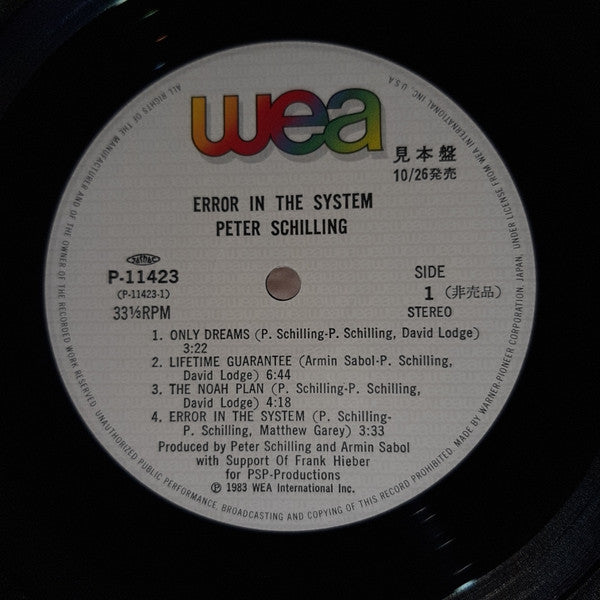 wea
見本盤
10/26発売
ERROR IN THE SYSTEM
PETER SCHILLING
P-11423
(P-11423-1)
33⅓RPM
SIDE
1 (非売品)
STEREO
1. ONLY DREAMS (P. Schilling-P. Schilling, David Lodge)
3:22
2. LIFETIME GUARANTEE (Armin Sabol-P. Schilling,
David Lodge) 6:44
3. THE NOAH PLAN (P. Schilling-P. Schilling,
David Lodge) 4:18
4. ERROR IN THE SYSTEM (P. Schilling-
P. Schilling, Matthew Garey) 3:33
Produced by Peter Schilling and Armin Sabol
with Support Of Frank Hieber
for PSP-Productions
Ⓟ 1983 WEA International Inc.
ALL RIGHTS OF THE MANUFACTURER AND OF THE OWNER OF THE RECORDED WORK RESERVED. UNAUTHORIZED PUBLIC PERFORMANCE, BROADCASTING AND COPYING OF THIS RECORD PROHIBITED. MADE BY WARNER-PIONEER CORPORATION, JAPAN, UNDER LICENSE FROM WEA INTERNATIONAL INC., U.S.A.